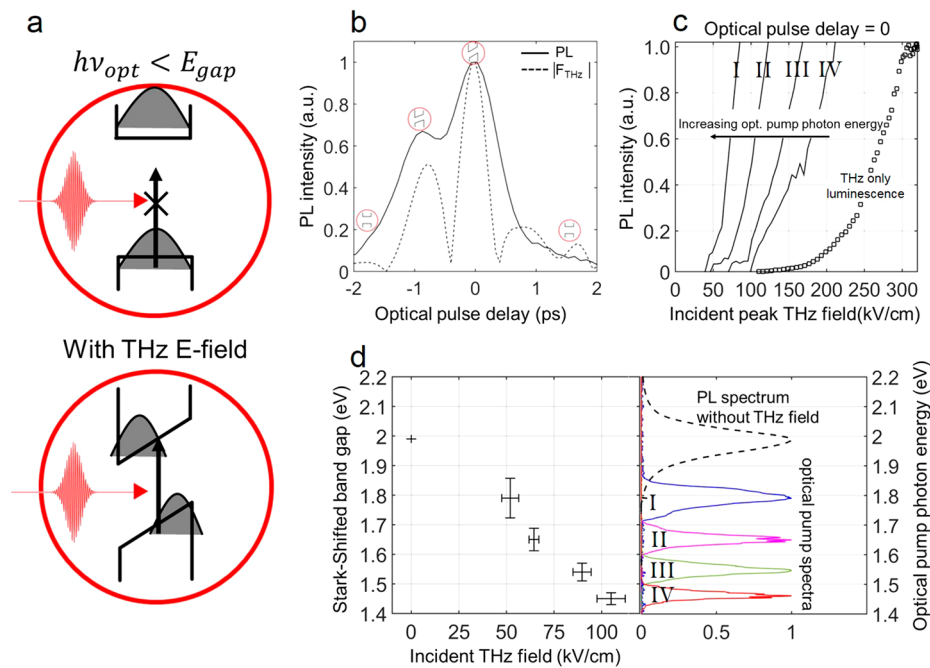 a
hν_opt < E_gap
With THz E-field
b
PL intensity (a.u.)
1
0.8
0.6
0.4
0.2
0
PL
|F_THz |
-2
-1
0
1
2
Optical pulse delay (ps)
c
Optical pulse delay = 0
PL intensity (a.u.)
1.0
0.8
0.6
0.4
0.2
0
I
II
III
IV
Increasing opt. pump photon energy
THz only
luminescence
0
50
100
150
200
250
300
Incident peak THz field(kV/cm)
d
Stark-Shifted band gap (eV)
2.2
2.1
2
1.9
1.8
1.7
1.6
1.5
1.4
0
25
50
75
100
Incident THz field (kV/cm)
PL spectrum
without THz field
I
II
III
IV
optical pump spectra
0
0.5
1
2.2
2.1
2
1.9
1.8
1.7
1.6
1.5
1.4
Optical pump photon energy (eV)